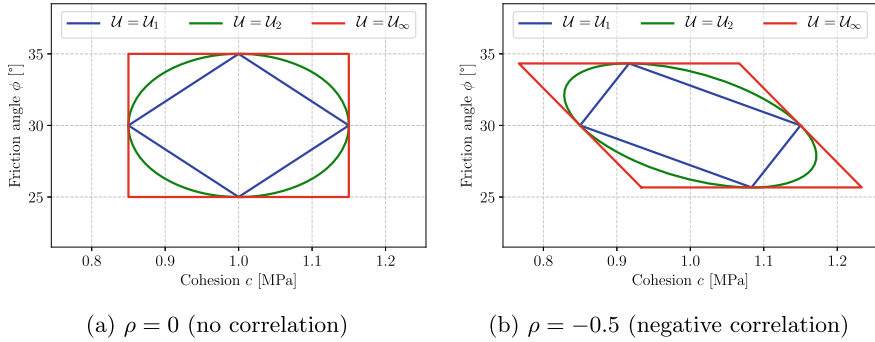 𝒰 = 𝒰₁ 𝒰 = 𝒰₂ 𝒰 = 𝒰∞
35
30
25
Friction angle ϕ [°]
0.8 0.9 1.0 1.1 1.2
Cohesion c [MPa]
(a) ρ = 0 (no correlation)
𝒰 = 𝒰₁ 𝒰 = 𝒰₂ 𝒰 = 𝒰∞
35
30
25
Friction angle ϕ [°]
0.8 0.9 1.0 1.1 1.2
Cohesion c [MPa]
(b) ρ = −0.5 (negative correlation)